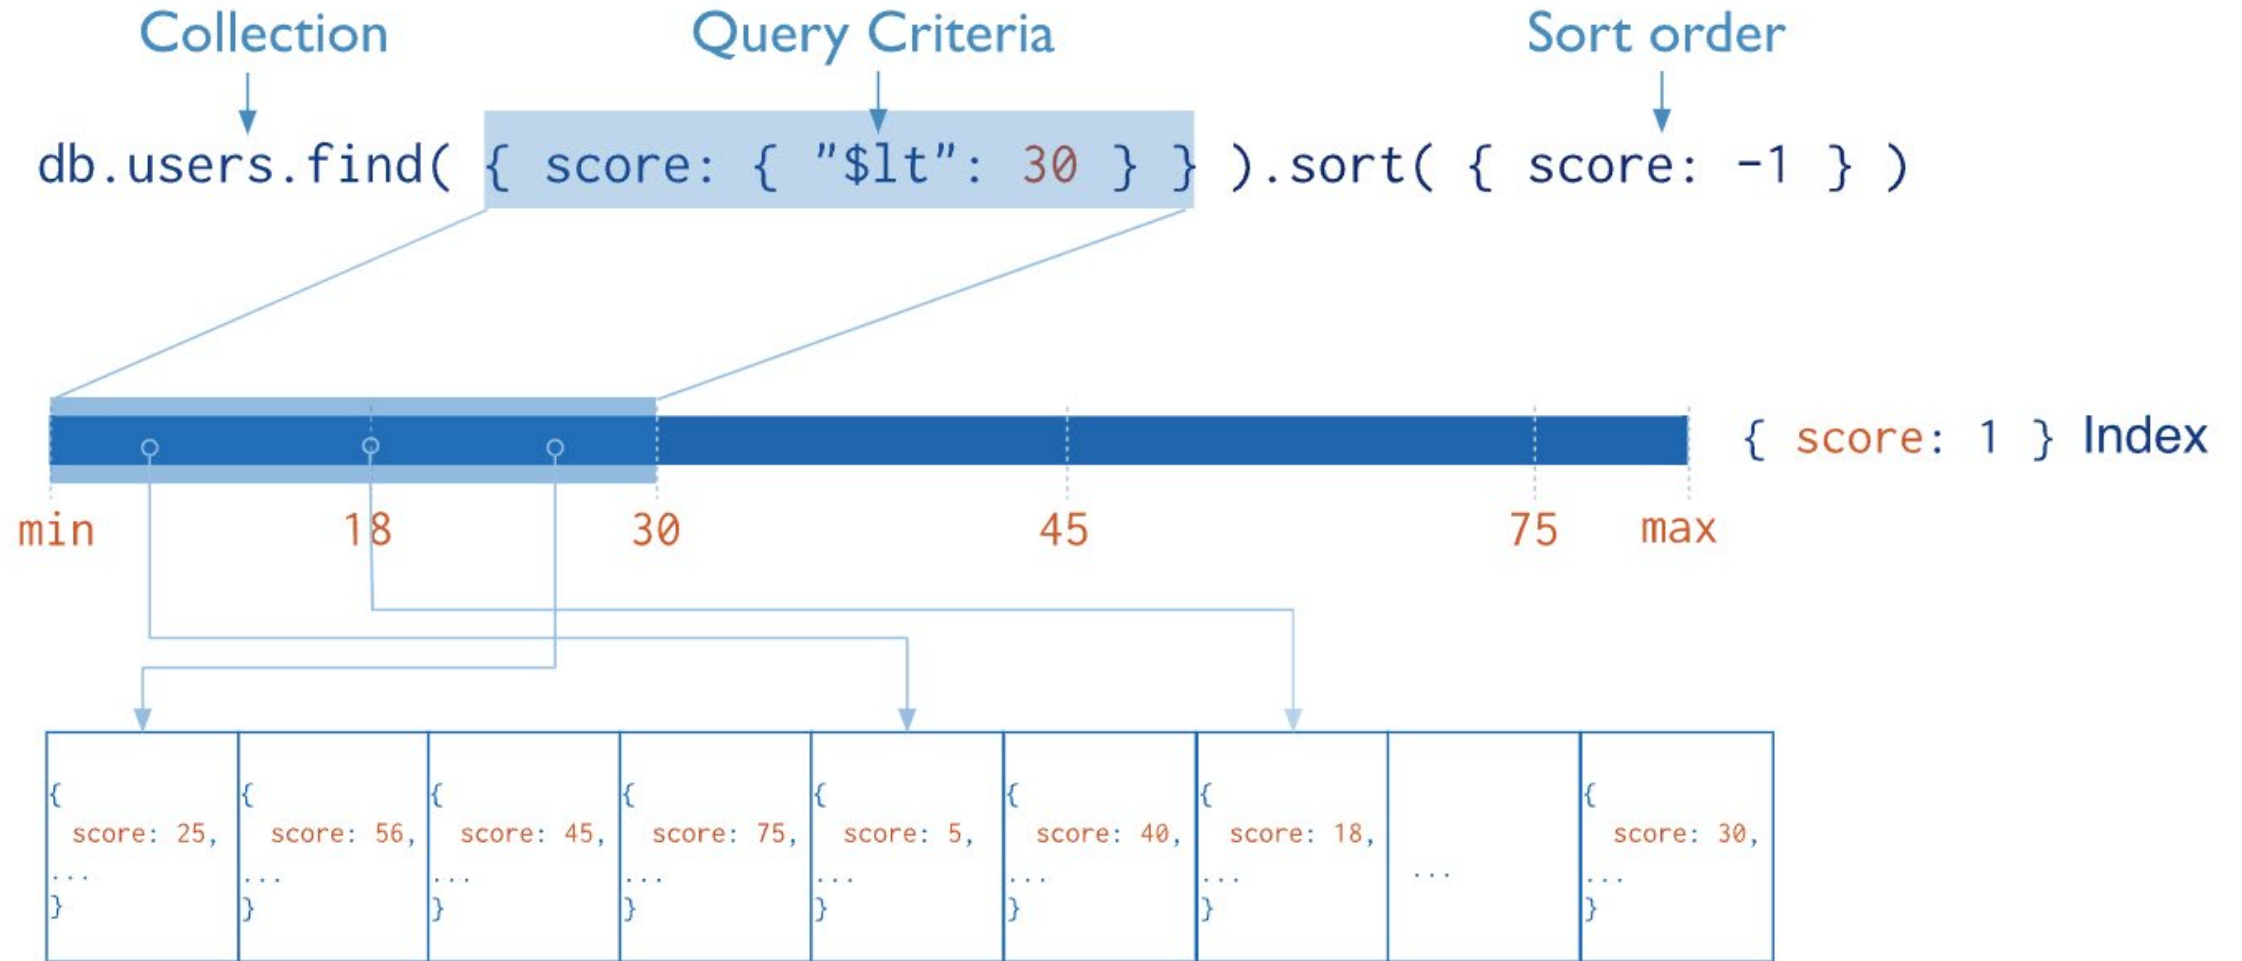 Collection Query Criteria Sort order
db.users.find( { score: { "$lt": 30 } } ).sort( { score: -1 } )
{ score: 1 } Index
min 18 30 45 75 max
{
score: 25,
...
}
{
score: 56,
...
}
{
score: 45,
...
}
{
score: 75,
...
}
{
score: 5,
...
}
{
score: 40,
...
}
{
score: 18,
...
}
...
{
score: 30,
...
}